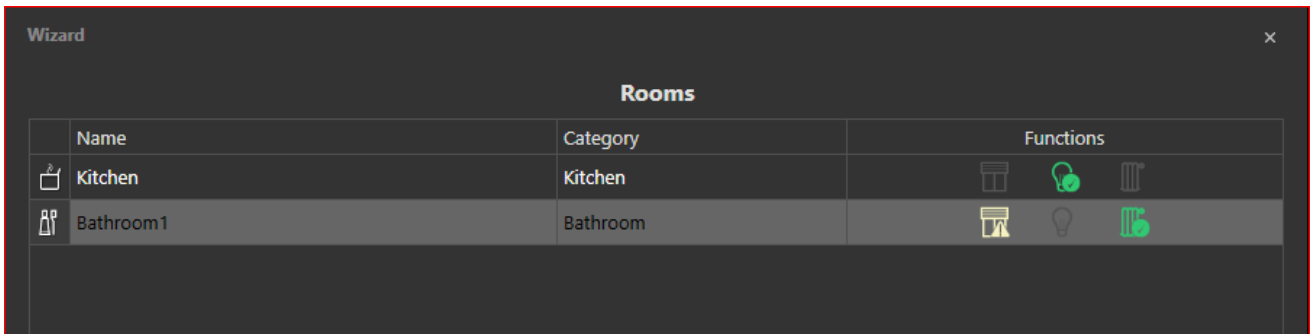 Wizard
Rooms
Name Category Functions
Kitchen Kitchen
Bathroom1 Bathroom